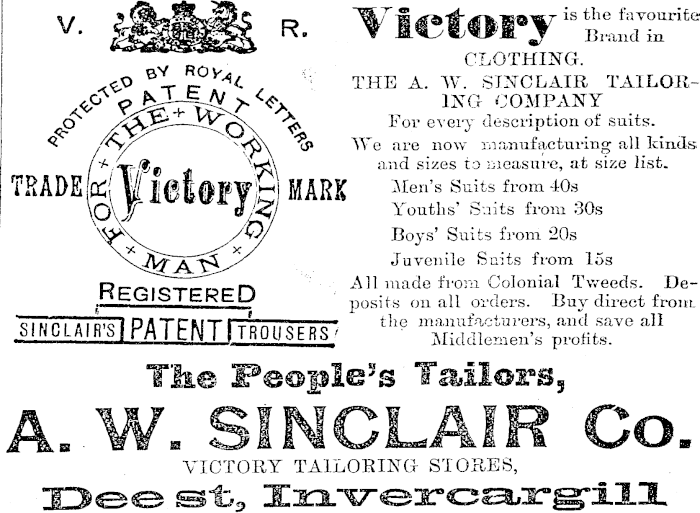 V. R.
PROTECTED BY ROYAL LETTERS
PATENT
FOR + THE + WORKING + MAN +
TRADE Victory MARK
REGISTERED
SINCLAIR'S PATENT TROUSERS
Victory is the favourite
Brand in
CLOTHING.
THE A. W. SINCLAIR TAILOR-
ING COMPANY
For every description of suits.
We are now manufacturing all kinds
and sizes to measure, at size list.
Men's Suits from 40s
Youths' Suits from 30s
Boys' Suits from 20s
Juvenile Suits from 15s
All made from Colonial Tweeds. De-
posits on all orders. Buy direct from
the manufacturers, and save all
Middlemen's profits.
The People's Tailors,
A. W. SINCLAIR Co.
VICTORY TAILORING STORES,
Dee st, Invercargill